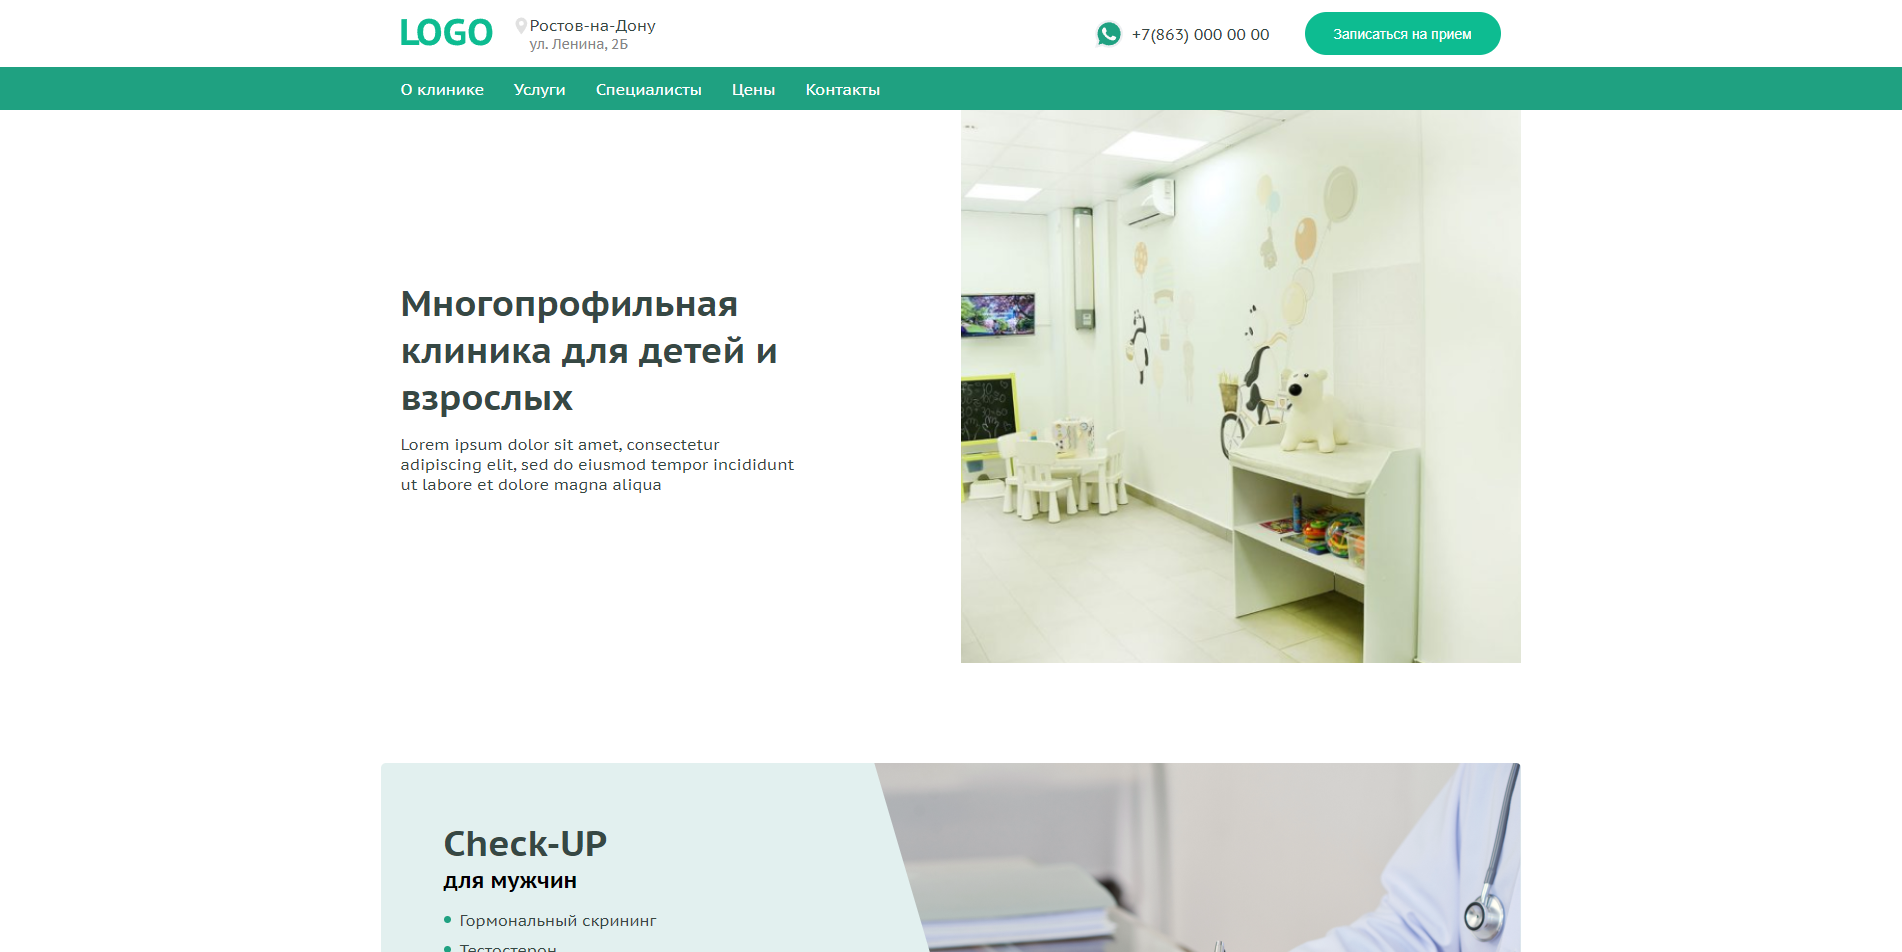 LOGO
Ростов-на-Дону
ул. Ленина, 2Б
+7(863) 000 00 00
Записаться на прием
О клинике
Услуги
Специалисты
Цены
Контакты
Многопрофильная
клиника для детей и
взрослых
Lorem ipsum dolor sit amet, consectetur
adipiscing elit, sed do eiusmod tempor incididunt
ut labore et dolore magna aliqua
Check-UP
для мужчин
Гормональный скрининг
Тестостерон